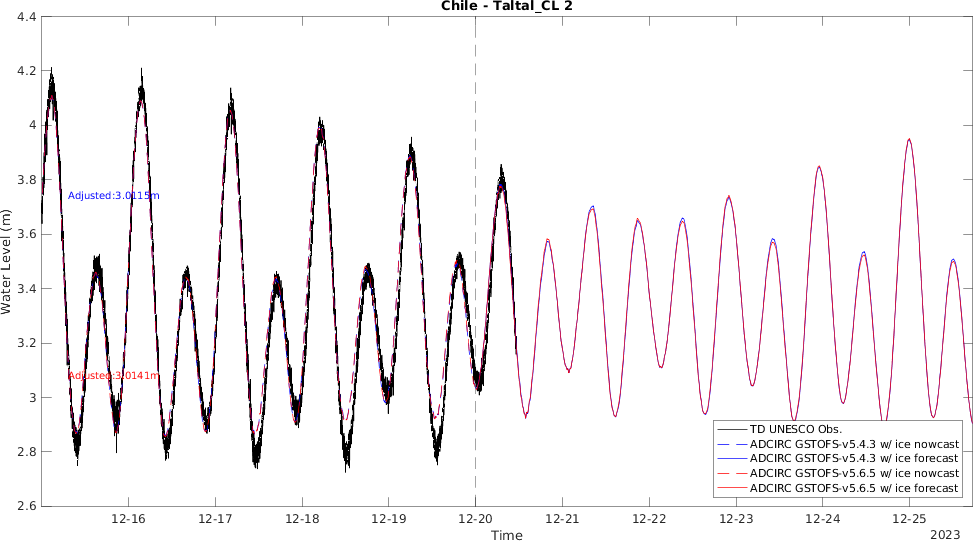 Chile - Taltal_CL 2
4.4
4.2
4
3.8
3.6
3.4
3.2
3
2.8
2.6
Water Level (m)
Adjusted:3.0115m
Adjusted:3.0141m
TD UNESCO Obs.
ADCIRC GSTOFS-v5.4.3 w/ ice nowcast
ADCIRC GSTOFS-v5.4.3 w/ ice forecast
ADCIRC GSTOFS-v5.6.5 w/ ice nowcast
ADCIRC GSTOFS-v5.6.5 w/ ice forecast
12-16 12-17 12-18 12-19 12-20 12-21 12-22 12-23 12-24 12-25
Time
2023